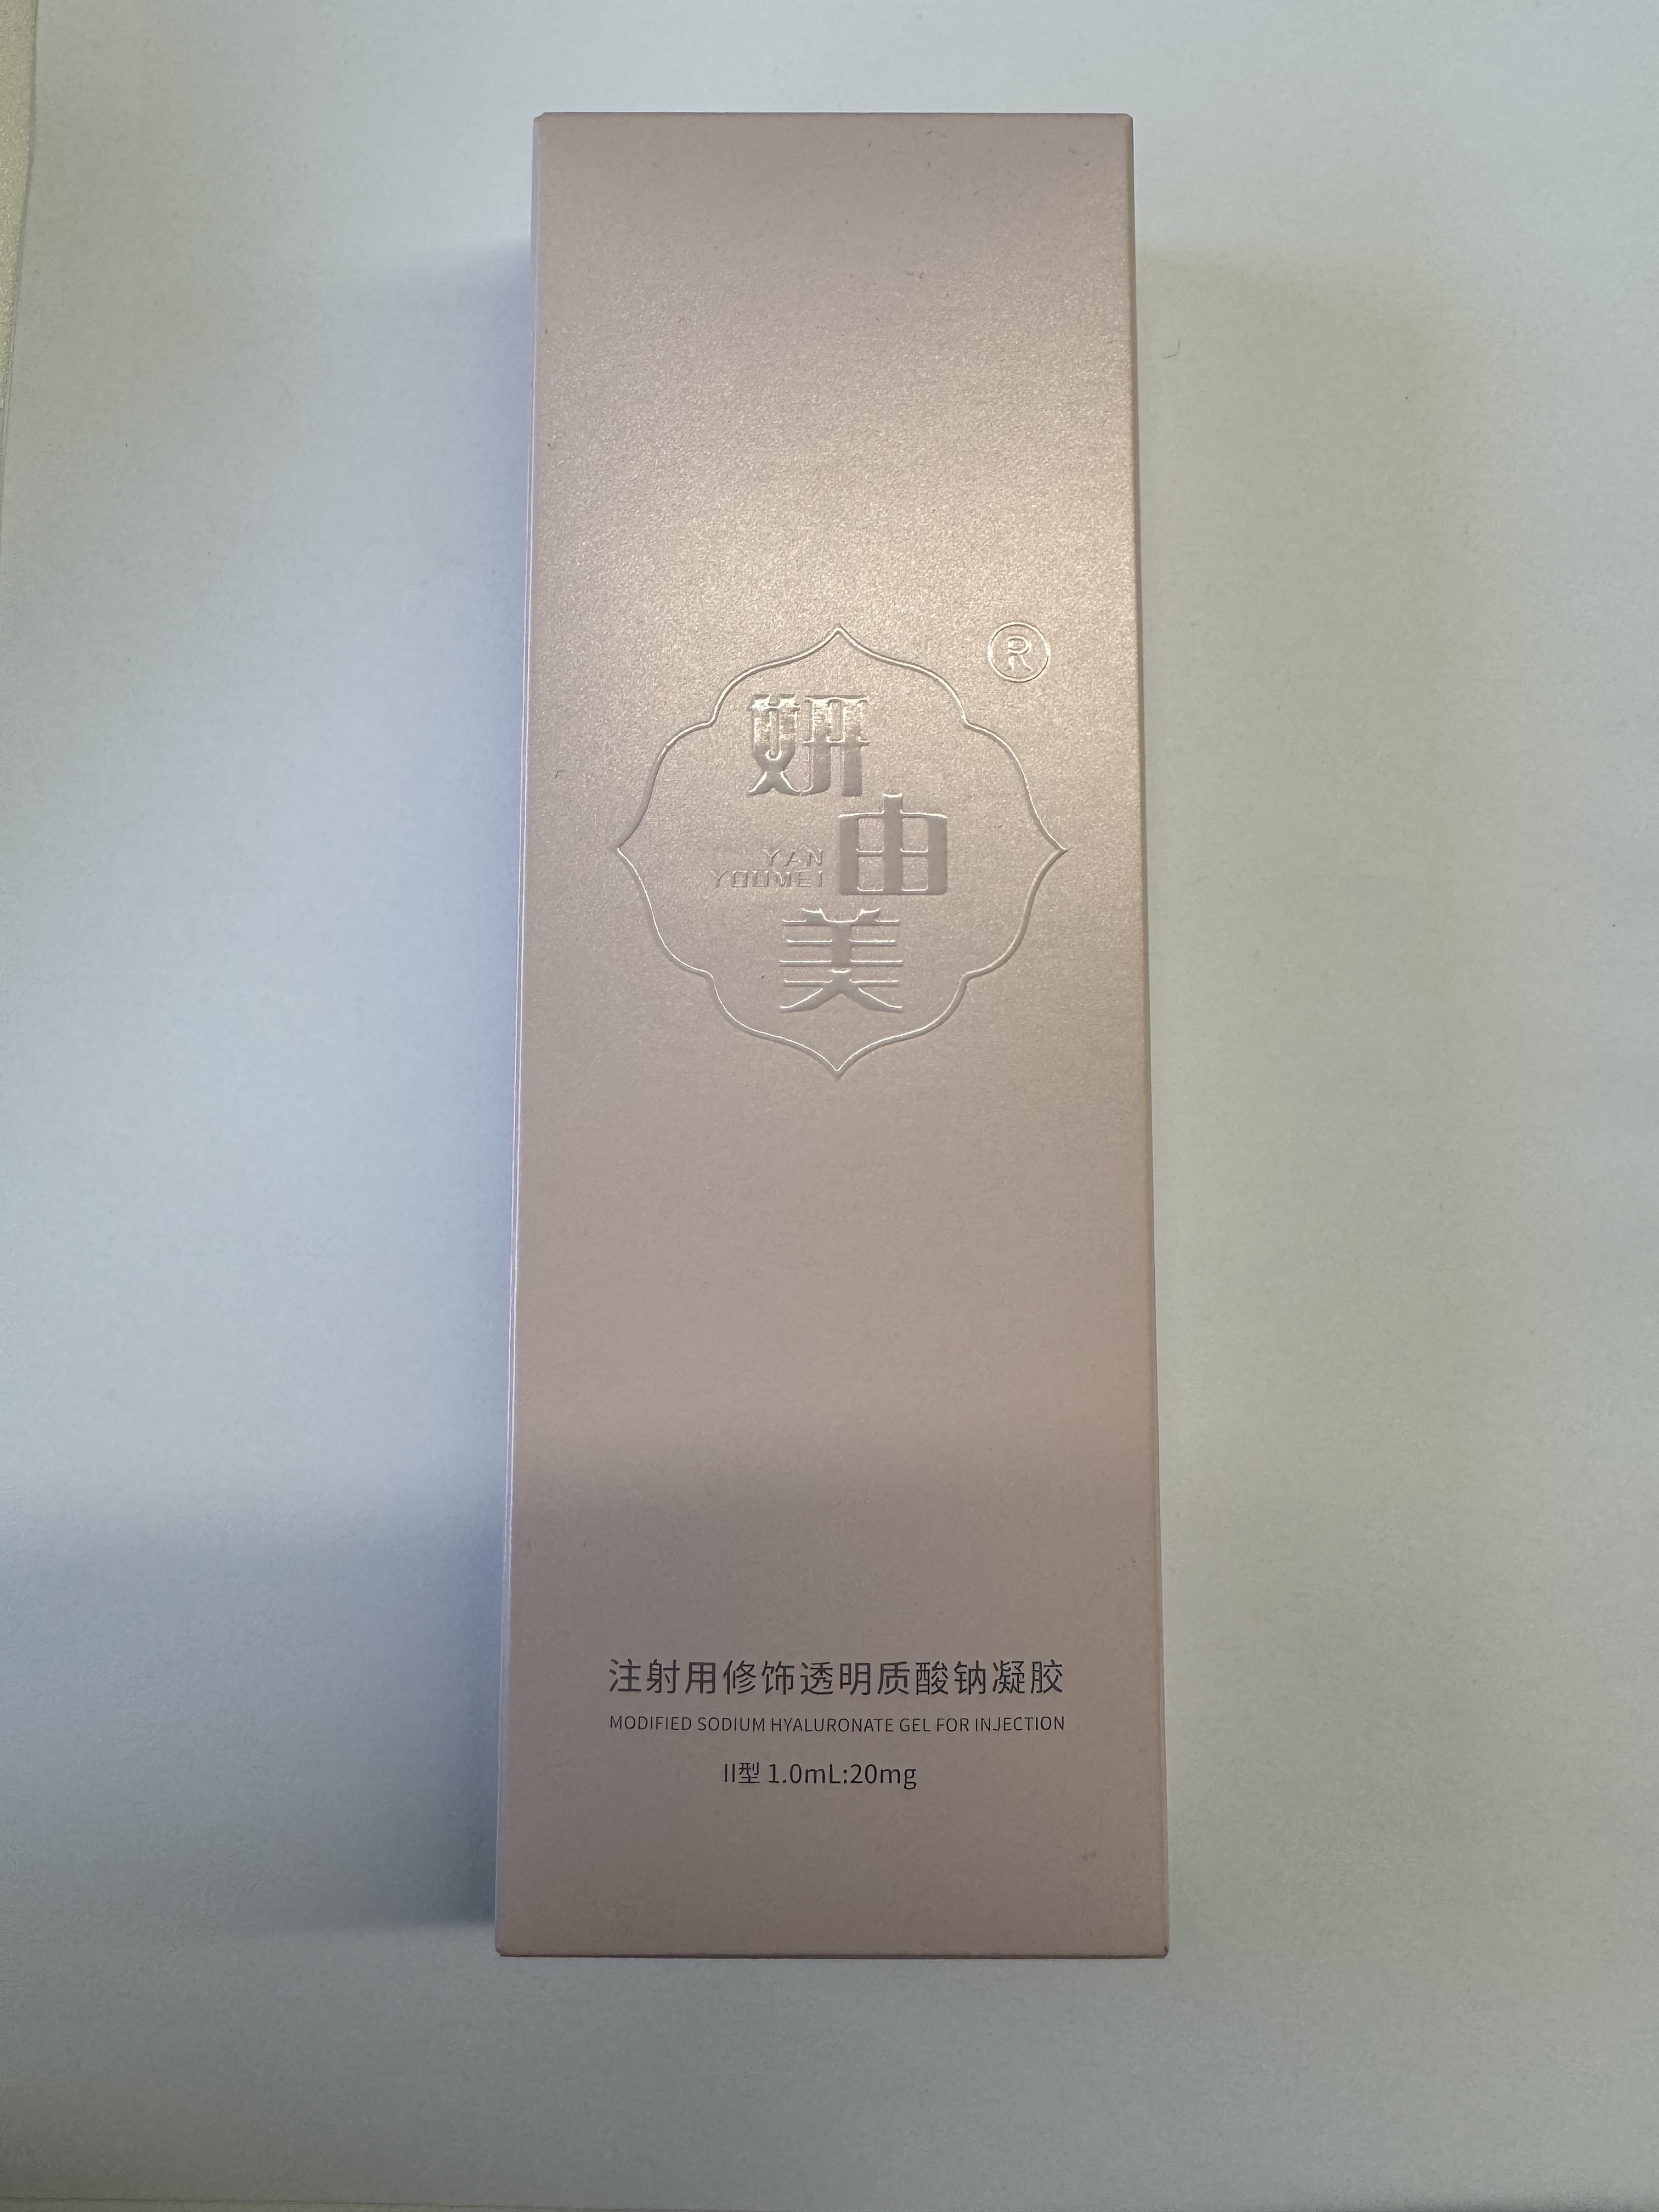 ®
妍
由
YAN
YOUMEI
美
注射用修饰透明质酸钠凝胶
MODIFIED SODIUM HYALURONATE GEL FOR INJECTION
II型 1.0mL:20mg